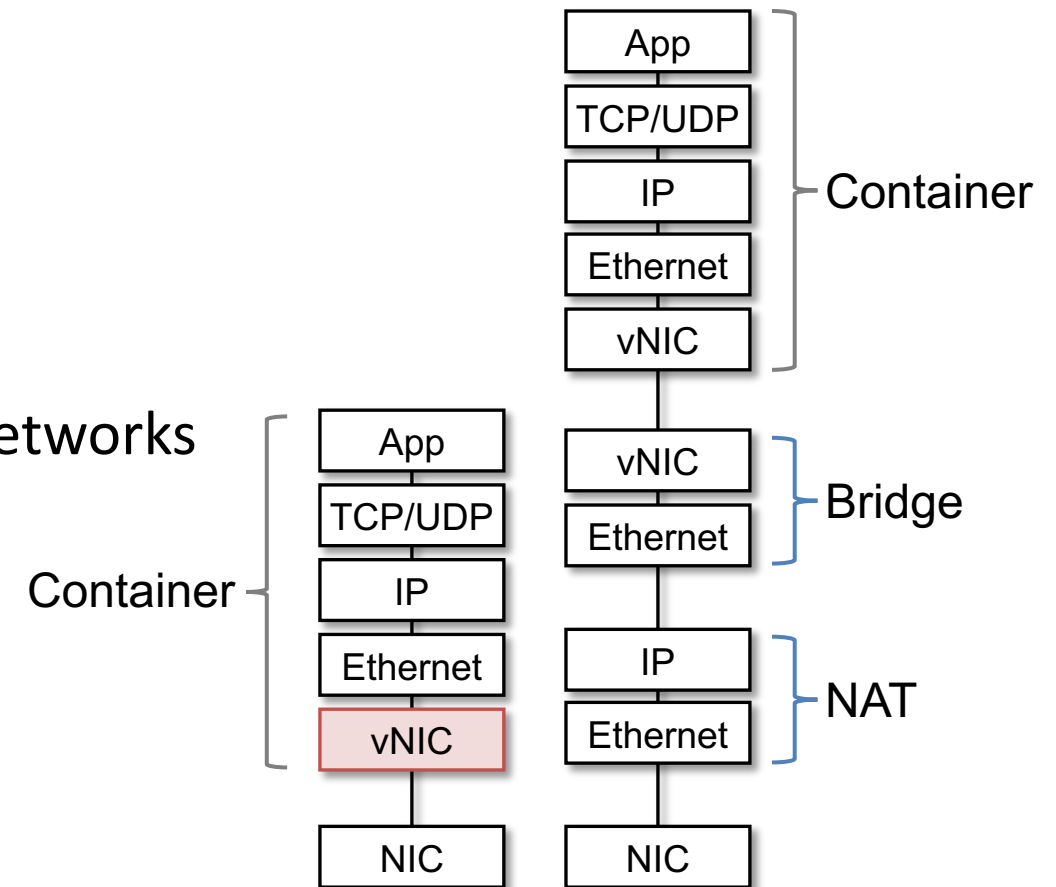 App
TCP/UDP
IP
Ethernet
vNIC
Container
vNIC
Ethernet
Bridge
IP
Ethernet
NAT
NIC
etworks
App
TCP/UDP
IP
Ethernet
vNIC
Container
NIC